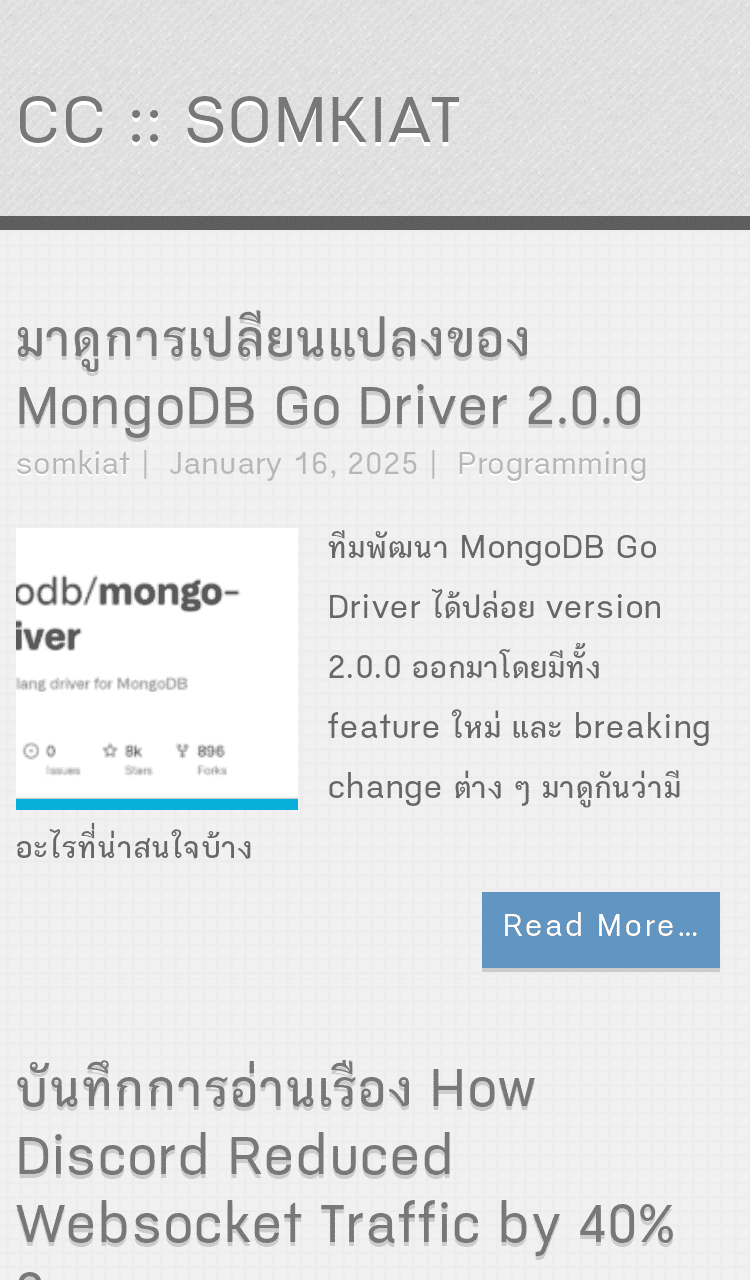 CC :: SOMKIAT
มาดูการเปลี่ยนแปลงของ
MongoDB Go Driver 2.0.0
somkiat | January 16, 2025 | Programming
odb/mongo-
iver
lang driver for MongoDB
0 8k 896
Issues Stars Forks
ทีมพัฒนา MongoDB Go
Driver ได้ปล่อย version
2.0.0 ออกมาโดยมีทั้ง
feature ใหม่ และ breaking
change ต่าง ๆ มาดูกันว่ามี
อะไรที่น่าสนใจบ้าง
Read More…
บันทึกการอ่านเรื่อง How
Discord Reduced
Websocket Traffic by 40%